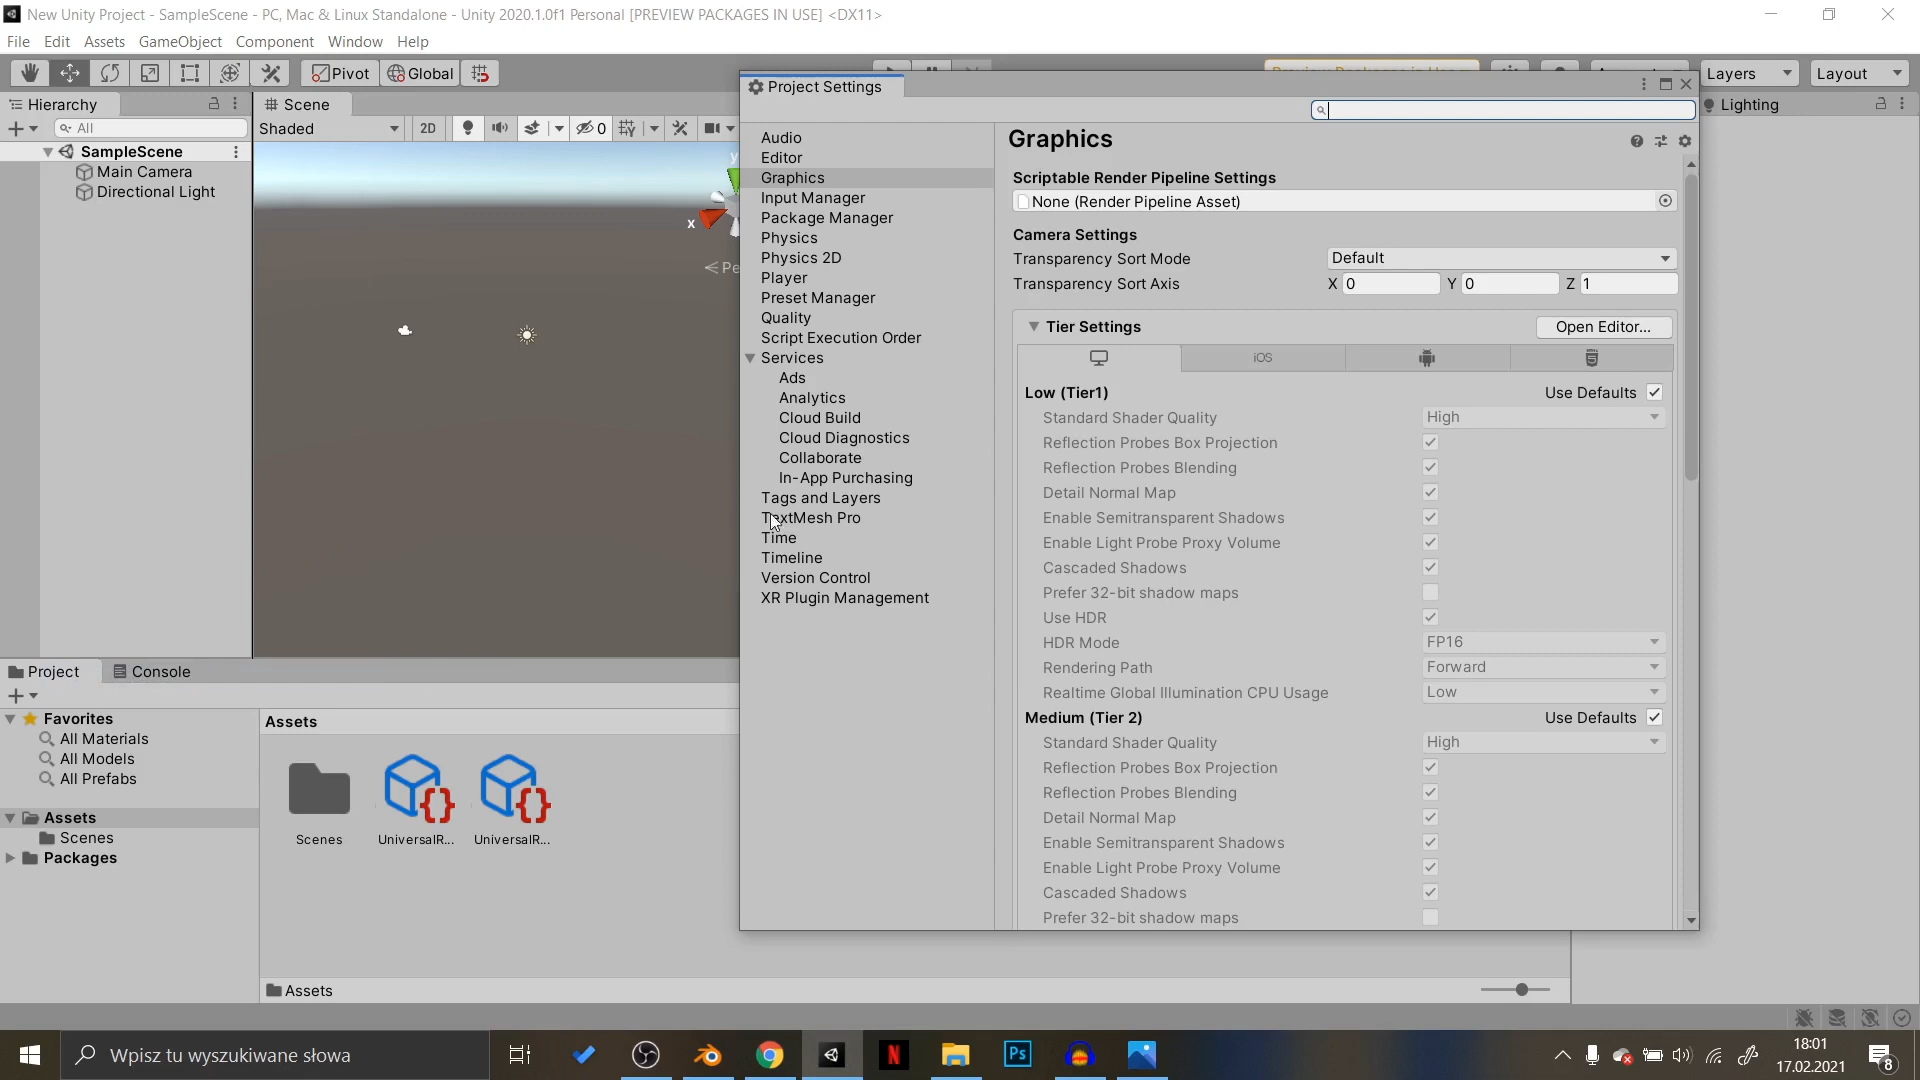 New Unity Project - SampleScene - PC, Mac & Linux Standalone - Unity 2020.1.0f1 Personal [PREVIEW PACKAGES IN USE] <DX11>
File Edit Assets GameObject Component Window Help
Pivot Global Layers Layout
Hierarchy
All
SampleScene
Main Camera
Directional Light
Scene
Shaded 2D 0
y
x
Pe
Project Settings
Audio
Editor
Graphics
Input Manager
Package Manager
Physics
Physics 2D
Player
Preset Manager
Quality
Script Execution Order
Services
Ads
Analytics
Cloud Build
Cloud Diagnostics
Collaborate
In-App Purchasing
Tags and Layers
TextMesh Pro
Time
Timeline
Version Control
XR Plugin Management
Graphics
Scriptable Render Pipeline Settings
None (Render Pipeline Asset)
Camera Settings
Transparency Sort Mode Default
Transparency Sort Axis X 0 Y 0 Z 1
Tier Settings Open Editor...
iOS
Low (Tier1) Use Defaults
Standard Shader Quality High
Reflection Probes Box Projection
Reflection Probes Blending
Detail Normal Map
Enable Semitransparent Shadows
Enable Light Probe Proxy Volume
Cascaded Shadows
Prefer 32-bit shadow maps
Use HDR
HDR Mode FP16
Rendering Path Forward
Realtime Global Illumination CPU Usage Low
Medium (Tier 2) Use Defaults
Standard Shader Quality High
Reflection Probes Box Projection
Reflection Probes Blending
Detail Normal Map
Enable Semitransparent Shadows
Enable Light Probe Proxy Volume
Cascaded Shadows
Prefer 32-bit shadow maps
Lighting
Project Console
Favorites
All Materials
All Models
All Prefabs
Assets
Scenes
Packages
Assets
Scenes UniversalR... UniversalR...
Assets
Wpisz tu wyszukiwane słowa
N
Ps
18:01
17.02.2021
8